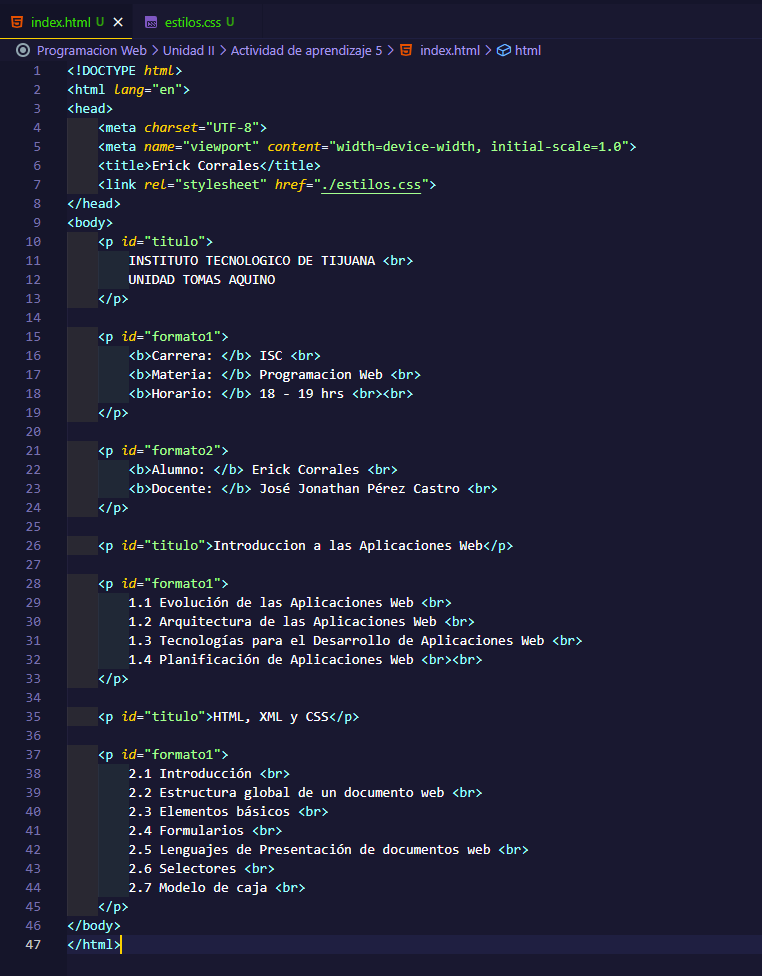 index.html U
estilos.css U
Programacion Web > Unidad II > Actividad de aprendizaje 5 > index.html > html
1 <!DOCTYPE html>
2 <html lang="en">
3 <head>
4     <meta charset="UTF-8">
5     <meta name="viewport" content="width=device-width, initial-scale=1.0">
6     <title>Erick Corrales</title>
7     <link rel="stylesheet" href="./estilos.css">
8 </head>
9 <body>
10     <p id="titulo">
11         INSTITUTO TECNOLOGICO DE TIJUANA <br>
12         UNIDAD TOMAS AQUINO
13     </p>
14
15     <p id="formato1">
16         <b>Carrera: </b> ISC <br>
17         <b>Materia: </b> Programacion Web <br>
18         <b>Horario: </b> 18 - 19 hrs <br><br>
19     </p>
20
21     <p id="formato2">
22         <b>Alumno: </b> Erick Corrales <br>
23         <b>Docente: </b> José Jonathan Pérez Castro <br>
24     </p>
25
26     <p id="titulo">Introduccion a las Aplicaciones Web</p>
27
28     <p id="formato1">
29         1.1 Evolución de las Aplicaciones Web <br>
30         1.2 Arquitectura de las Aplicaciones Web <br>
31         1.3 Tecnologías para el Desarrollo de Aplicaciones Web <br>
32         1.4 Planificación de Aplicaciones Web <br><br>
33     </p>
34
35     <p id="titulo">HTML, XML y CSS</p>
36
37     <p id="formato1">
38         2.1 Introducción <br>
39         2.2 Estructura global de un documento web <br>
40         2.3 Elementos básicos <br>
41         2.4 Formularios <br>
42         2.5 Lenguajes de Presentación de documentos web <br>
43         2.6 Selectores <br>
44         2.7 Modelo de caja <br>
45     </p>
46 </body>
47 </html>